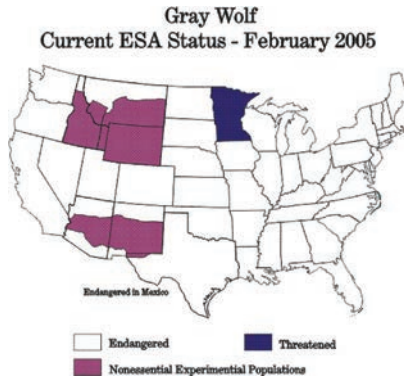 Gray Wolf
Current ESA Status - February 2005
Endangered in Mexico
Endangered
Threatened
Nonessential Experimental Populations